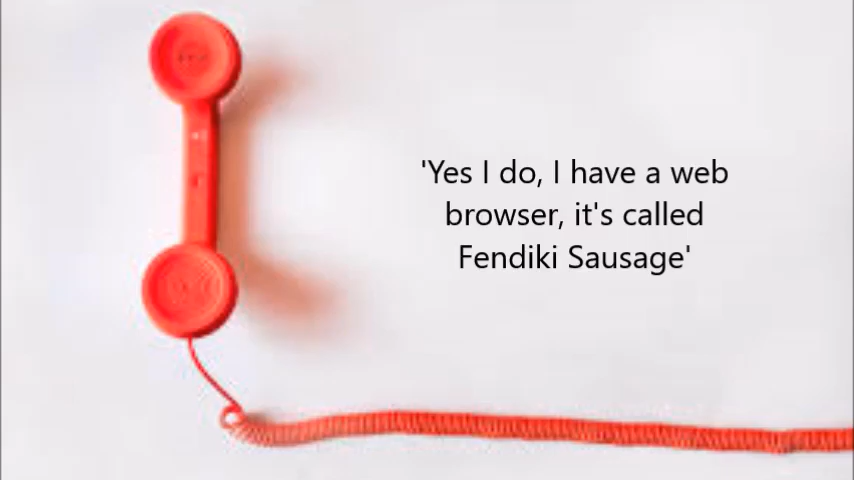 'Yes I do, I have a web
browser, it's called
Fendiki Sausage'